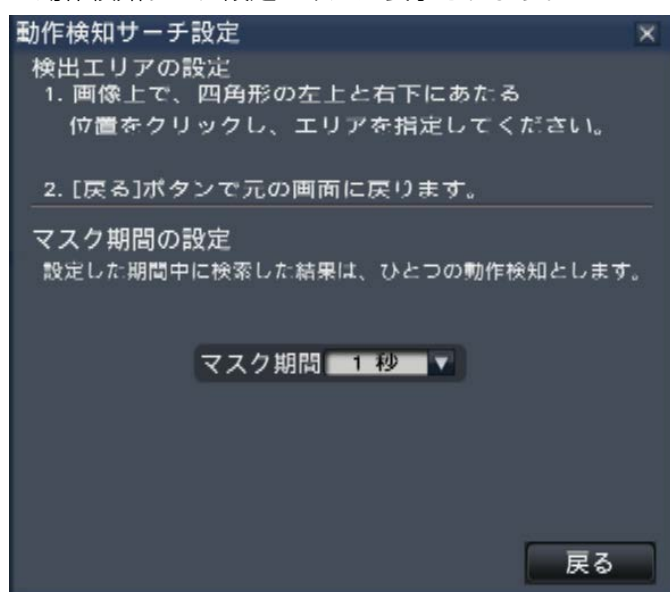 動作検知サーチ設定
検出エリアの設定
1. 画像上で、四角形の左上と右下にあたる
位置をクリックし、エリアを指定してください。
2. [戻る]ボタンで元の画面に戻ります。
マスク期間の設定
設定した期間中に検索した結果は、ひとつの動作検知とします。
マスク期間 1 秒
戻る